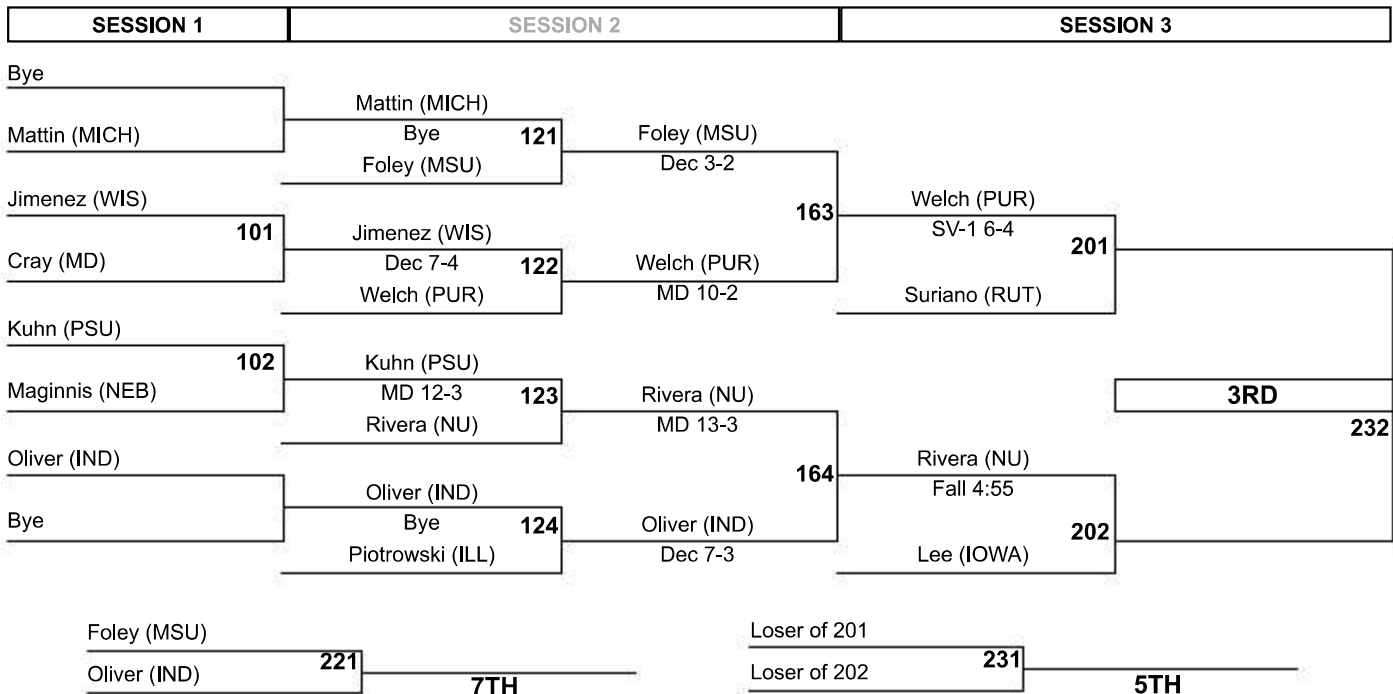 SESSION 1
SESSION 2
SESSION 3
Bye
Mattin (MICH)
Jimenez (WIS)
101
Cray (MD)
Kuhn (PSU)
102
Maginnis (NEB)
Oliver (IND)
Bye
Mattin (MICH)
Bye
121
Foley (MSU)
Jimenez (WIS)
Dec 7-4
122
Welch (PUR)
Kuhn (PSU)
MD 12-3
123
Rivera (NU)
Oliver (IND)
Bye
124
Piotrowski (ILL)
Foley (MSU)
Dec 3-2
163
Welch (PUR)
MD 10-2
Rivera (NU)
MD 13-3
164
Oliver (IND)
Dec 7-3
Welch (PUR)
SV-1 6-4
201
Suriano (RUT)
Rivera (NU)
Fall 4:55
202
Lee (IOWA)
3RD
232
Foley (MSU)
221
Oliver (IND)
7TH
Loser of 201
231
Loser of 202
5TH